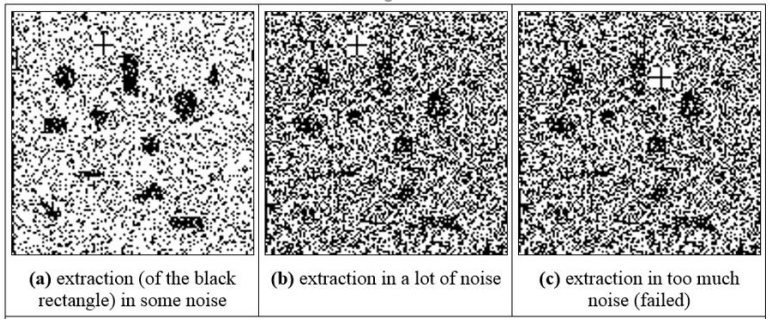 (a) extraction (of the black
rectangle) in some noise
(b) extraction in a lot of noise
(c) extraction in too much
noise (failed)